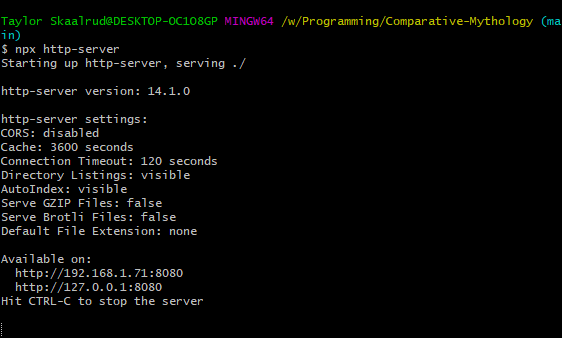 Taylor Skaalrud@DESKTOP-OC1O8GP MINGW64 /w/Programming/Comparative-Mythology (ma
in)
$ npx http-server
Starting up http-server, serving ./
http-server version: 14.1.0
http-server settings:
CORS: disabled
Cache: 3600 seconds
Connection Timeout: 120 seconds
Directory Listings: visible
AutoIndex: visible
Serve GZIP Files: false
Serve Brotli Files: false
Default File Extension: none
Available on:
  http://192.168.1.71:8080
  http://127.0.0.1:8080
Hit CTRL-C to stop the server